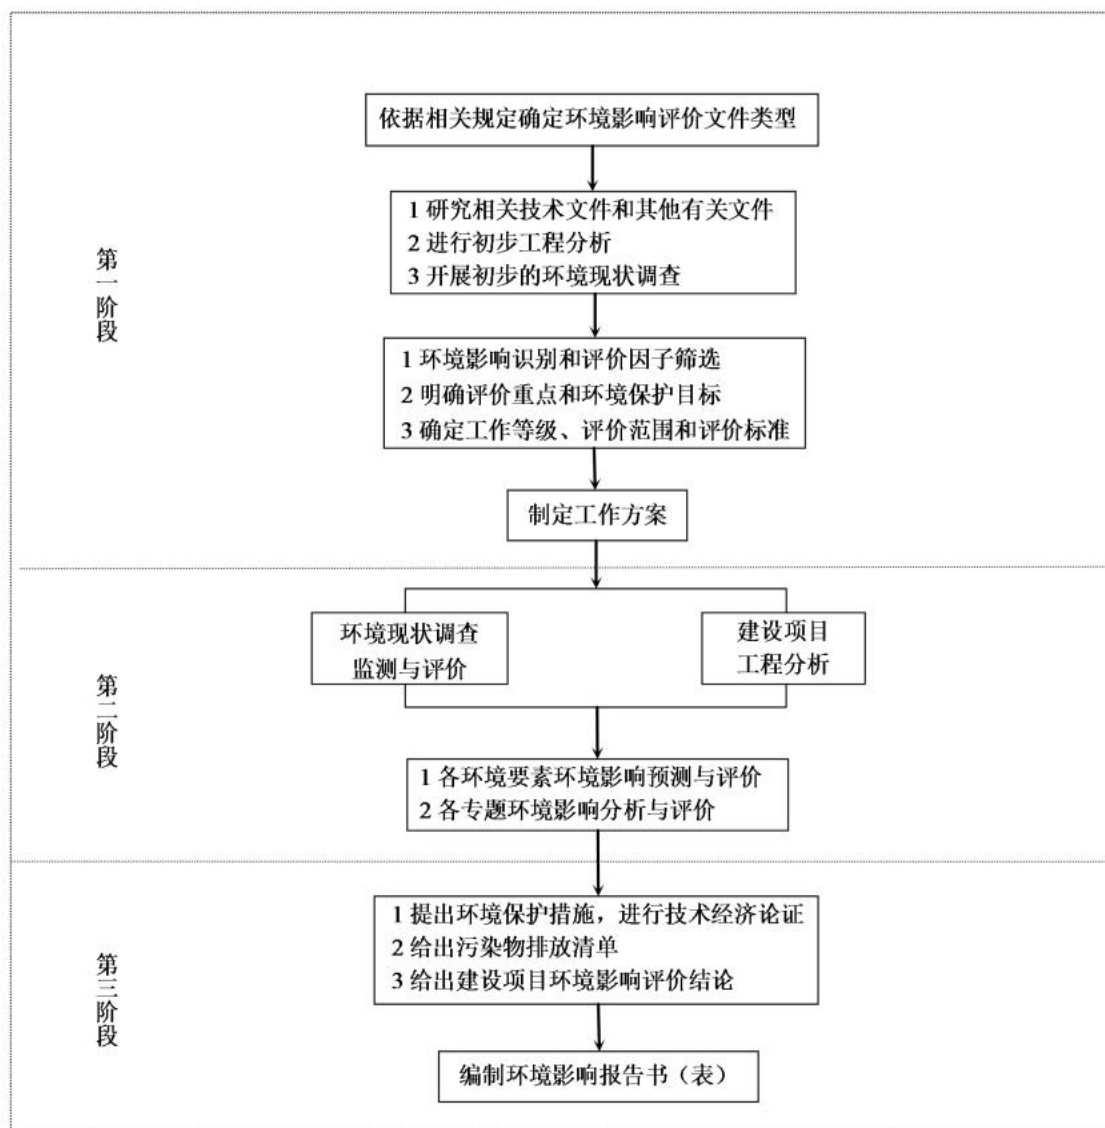 依据相关规定确定环境影响评价文件类型
第一阶段
1 研究相关技术文件和其他有关文件
2 进行初步工程分析
3 开展初步的环境现状调查
1 环境影响识别和评价因子筛选
2 明确评价重点和环境保护目标
3 确定工作等级、评价范围和评价标准
制定工作方案
第二阶段
环境现状调查
监测与评价
建设项目
工程分析
1 各环境要素环境影响预测与评价
2 各专题环境影响分析与评价
第三阶段
1 提出环境保护措施，进行技术经济论证
2 给出污染物排放清单
3 给出建设项目环境影响评价结论
编制环境影响报告书（表）